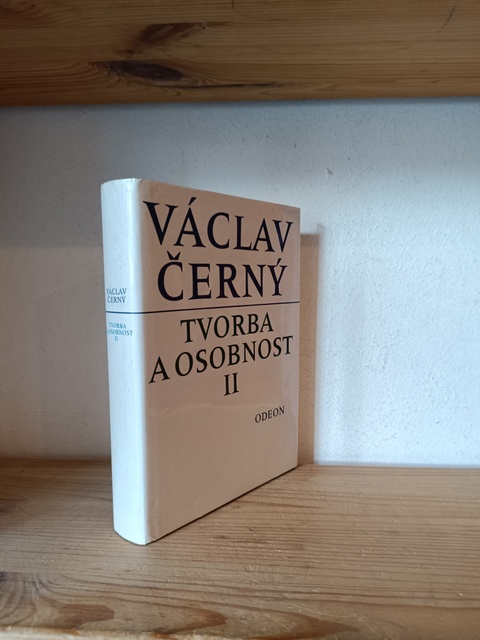 VÁCLAV
ČERNÝ
TVORBA
A OSOBNOST
II
VÁCLAV
ČERNÝ
TVORBA
A OSOBNOST
II
ODEON